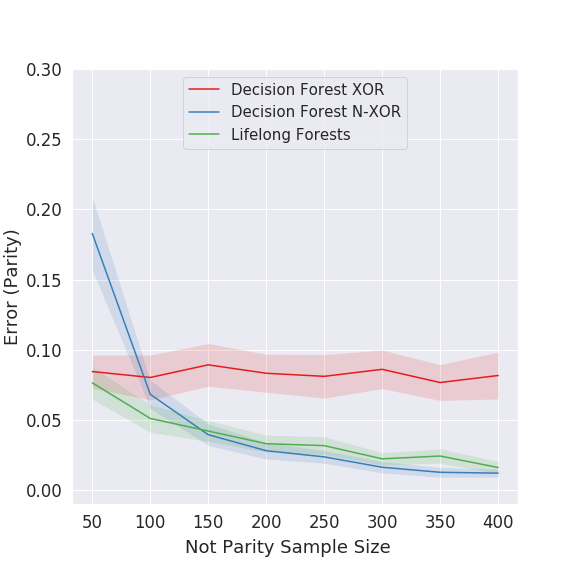 0.30
Decision Forest XOR
Decision Forest N-XOR
Lifelong Forests
0.25
0.20
0.15
0.10
0.05
0.00
Error (Parity)
50 100 150 200 250 300 350 400
Not Parity Sample Size